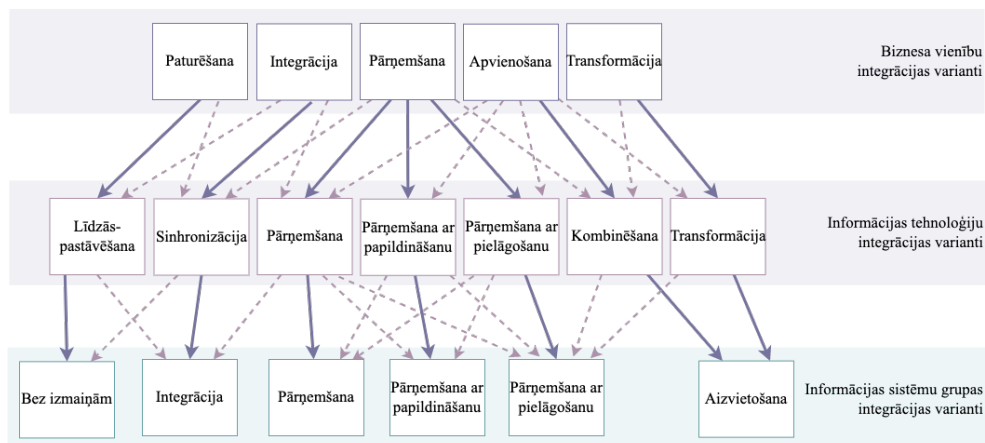 Paturēšana
Integrācija
Pārņemšana
Apvienošana
Transformācija
Biznesa vienību
integrācijas varianti
Līdzās-
pastāvēšana
Sinhronizācija
Pārņemšana
Pārņemšana ar
papildināšanu
Pārņemšana ar
pielāgošanu
Kombinēšana
Transformācija
Informācijas tehnoloģiju
integrācijas varianti
Bez izmaiņām
Integrācija
Pārņemšana
Pārņemšana ar
papildināšanu
Pārņemšana ar
pielāgošanu
Aizvietošana
Informācijas sistēmu grupas
integrācijas varianti